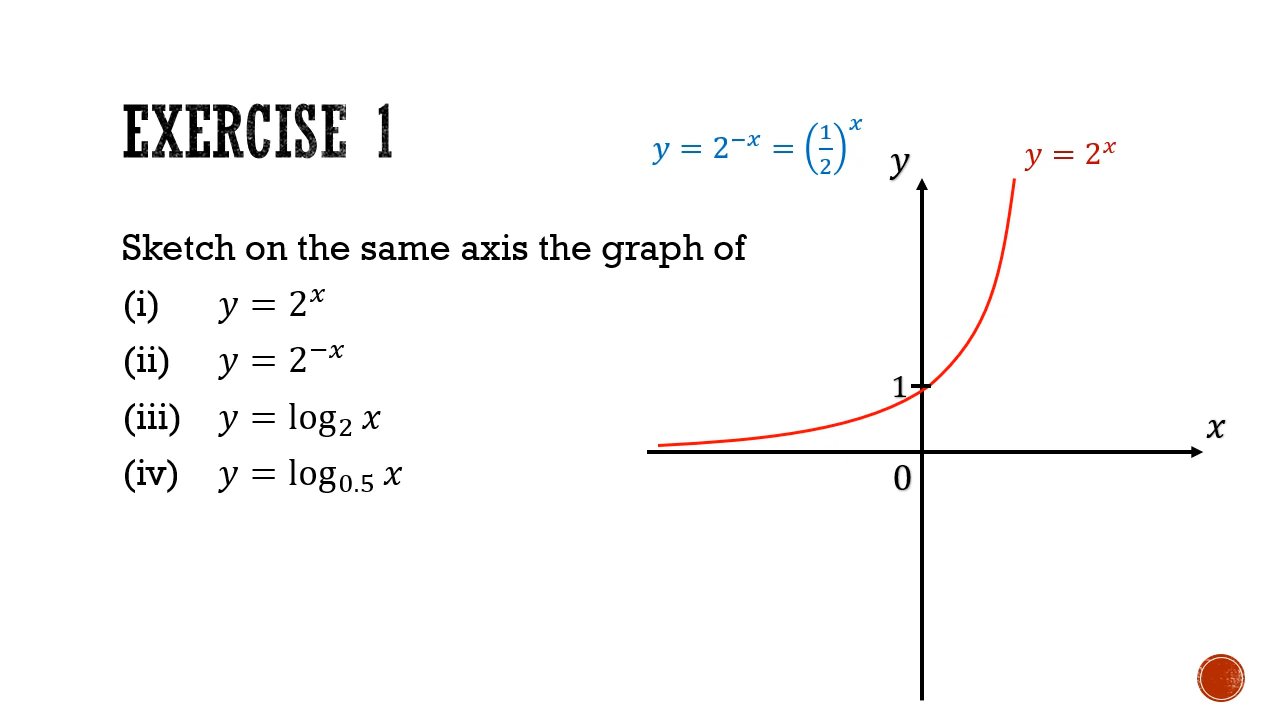 EXERCISE 1
Sketch on the same axis the graph of
(i) y = 2^x
(ii) y = 2^{-x}
(iii) y = log_2 x
(iv) y = log_{0.5} x
y = 2^{-x} = (1/2)^x
y = 2^x
y
1
x
0